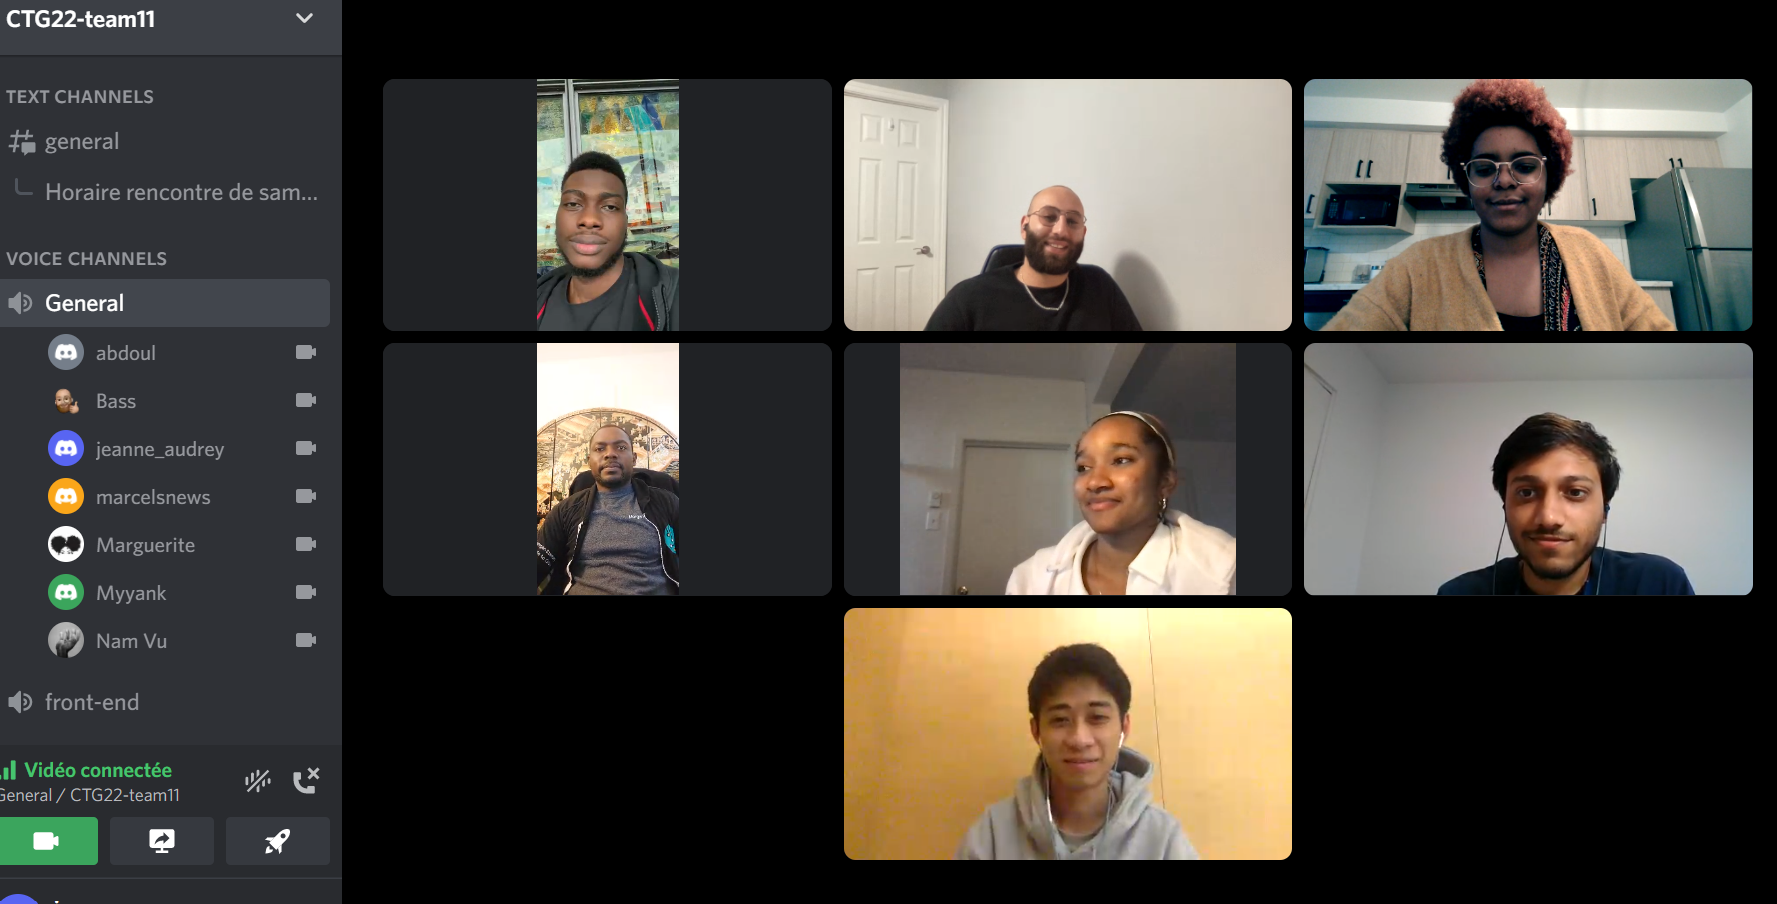 CTG22-team11
TEXT CHANNELS
general
Horaire rencontre de sam...
VOICE CHANNELS
General
abdoul
Bass
jeanne_audrey
marcelsnews
Marguerite
Myyank
Nam Vu
front-end
Vidéo connectée
General / CTG22-team11